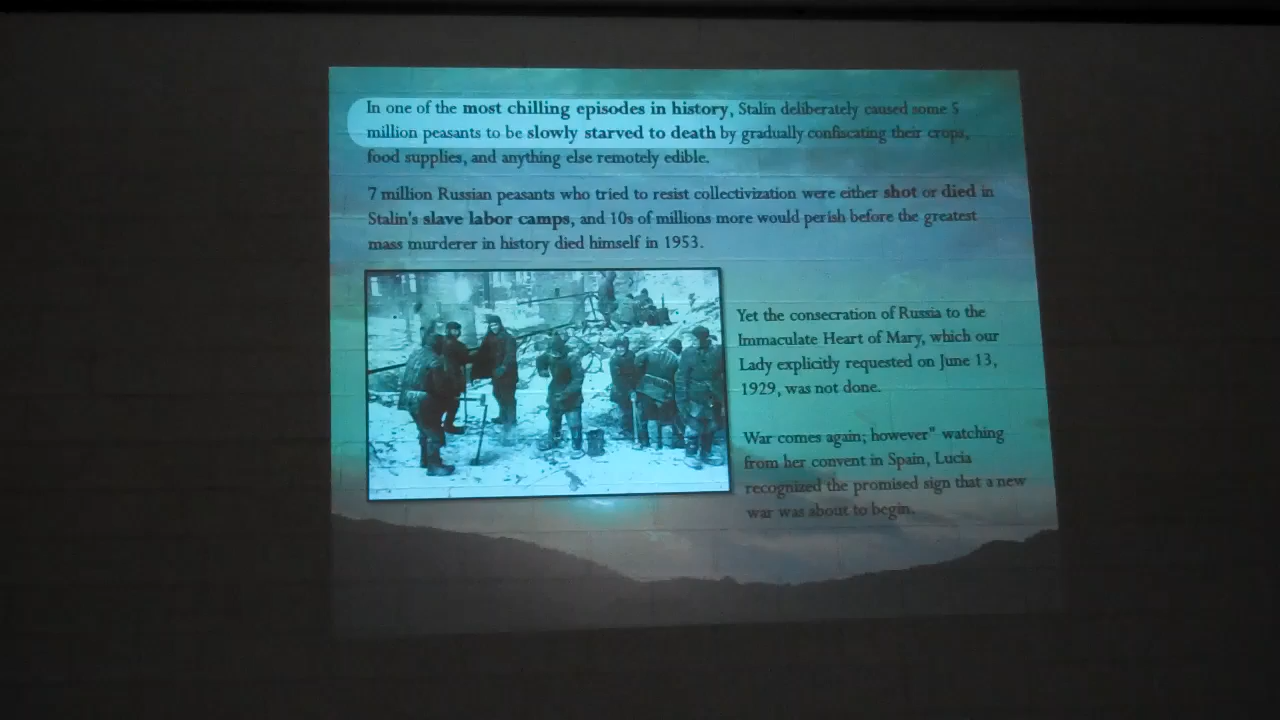 In one of the most chilling episodes in history, Stalin deliberately caused some 5
million peasants to be slowly starved to death by gradually confiscating their crops,
food supplies, and anything else remotely edible.
7 million Russian peasants who tried to resist collectivization were either shot or died in
Stalin's slave labor camps, and 10s of millions more would perish before the greatest
mass murderer in history died himself in 1953.
Yet the consecration of Russia to the
Immaculate Heart of Mary, which our
Lady explicitly requested on June 13,
1929, was not done.
War comes again; however" watching
from her convent in Spain, Lucia
recognized the promised sign that a new
war was about to begin.